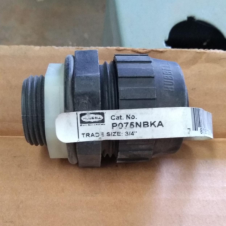 Cat. No.
P075NBKA
TRADE SIZE: 3/4"